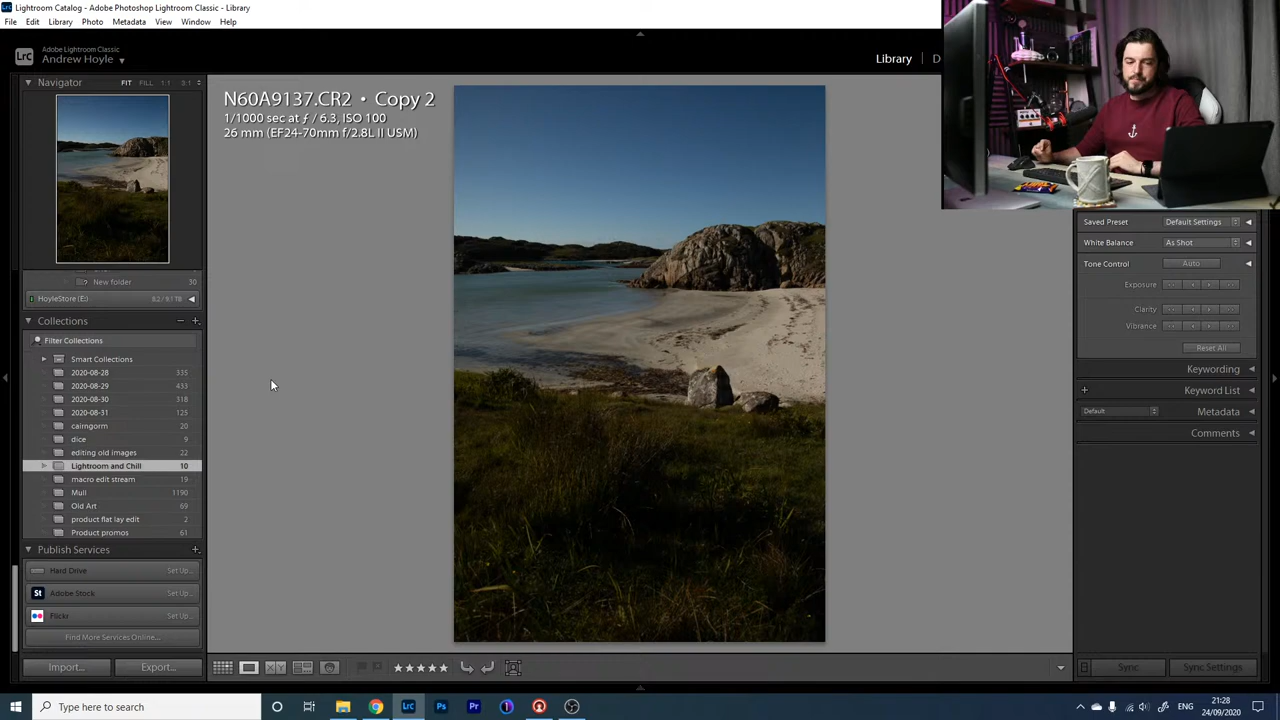 Lightroom Catalog - Adobe Photoshop Lightroom Classic - Library
File Edit Library Photo Metadata View Window Help
Lrc
Adobe Lightroom Classic
Andrew Hoyle
Library D
Navigator FIT FILL 1:1 3:1
N60A9137.CR2 • Copy 2
1/1000 sec at ƒ / 6.3, ISO 100
26 mm (EF24-70mm f/2.8L II USM)
New folder 30
HoyleStore (E:)
Collections
Filter Collections
Smart Collections
2020-08-28 335
2020-08-29 433
2020-08-30 318
2020-08-31 125
cairngorm 20
dice 9
editing old images 22
Lightroom and Chill 10
macro edit stream 19
Mull 1190
Old Art 69
product flat lay edit 2
Product promos 61
Publish Services
Hard Drive Set Up...
St Adobe Stock Set Up...
Flickr Set Up...
Find More Services Online...
Import... Export...
Saved Preset Default Settings
White Balance As Shot
Tone Control Auto
Exposure
Clarity
Vibrance
Reset All
Keywording
Keyword List
Default Metadata
Comments
X Y
Sync Sync Settings
Type here to search
Lrc Ps Pr
ENG
21:28
24/09/2020